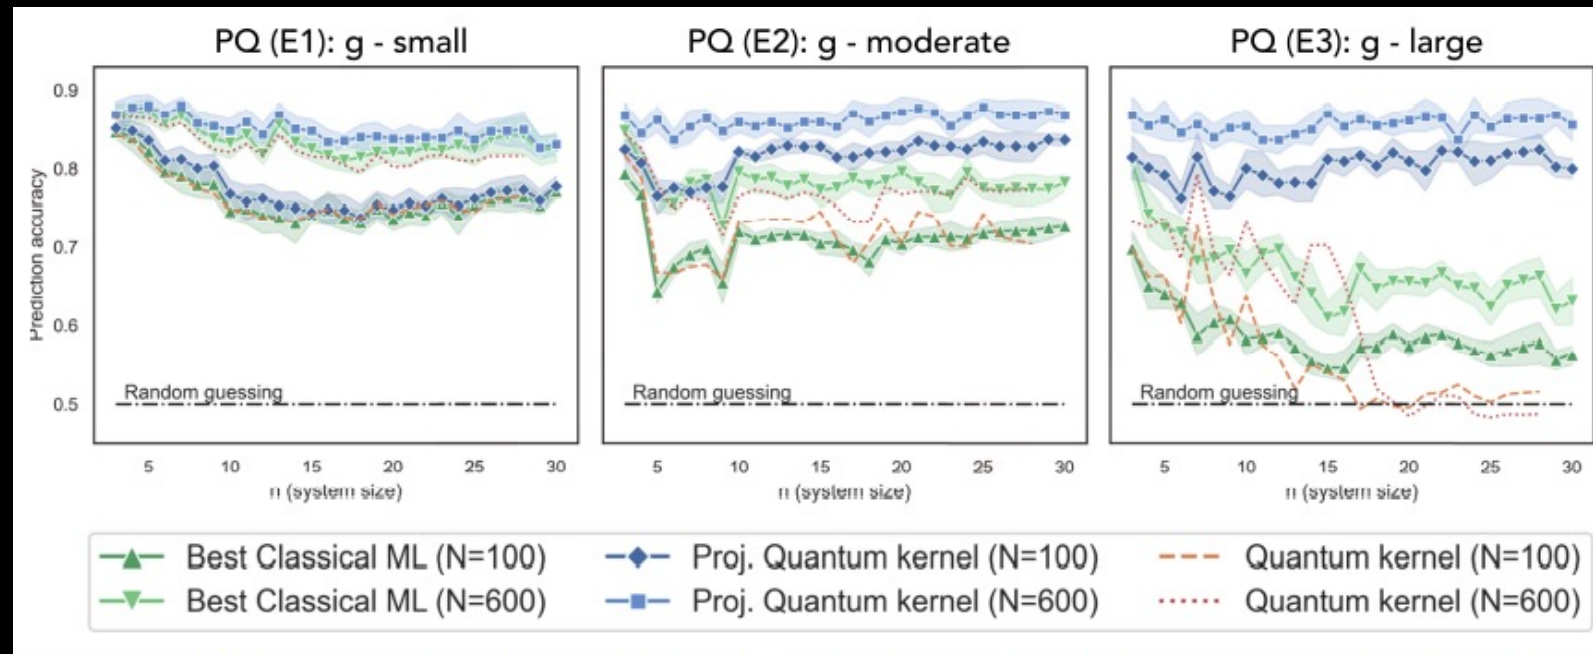 PQ (E1): g - small
PQ (E2): g - moderate
PQ (E3): g - large
Prediction accuracy
0.9
0.8
0.7
0.6
0.5
Random guessing
Random guessing
Random guessing
5 10 15 20 25 30
5 10 15 20 25 30
5 10 15 20 25 30
n (system size)
n (system size)
n (system size)
Best Classical ML (N=100)
Proj. Quantum kernel (N=100)
Quantum kernel (N=100)
Best Classical ML (N=600)
Proj. Quantum kernel (N=600)
Quantum kernel (N=600)